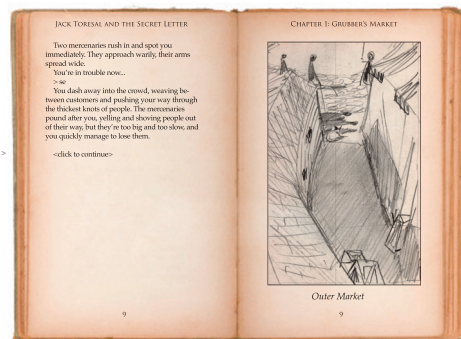 Jack Toresal and the Secret Letter
Two mercenaries rush in and spot you
immediately. They approach warily, their arms
spread wide.
You're in trouble now...
> se
You dash away into the crowd, weaving be-
tween customers and pushing your way through
the thickest knots of people. The mercenaries
pound after you, yelling and shoving people out
of their way, but they're too big and too slow, and
you quickly manage to lose them.
>
<click to continue>
9
Chapter 1: Grubber's Market
Outer Market
9